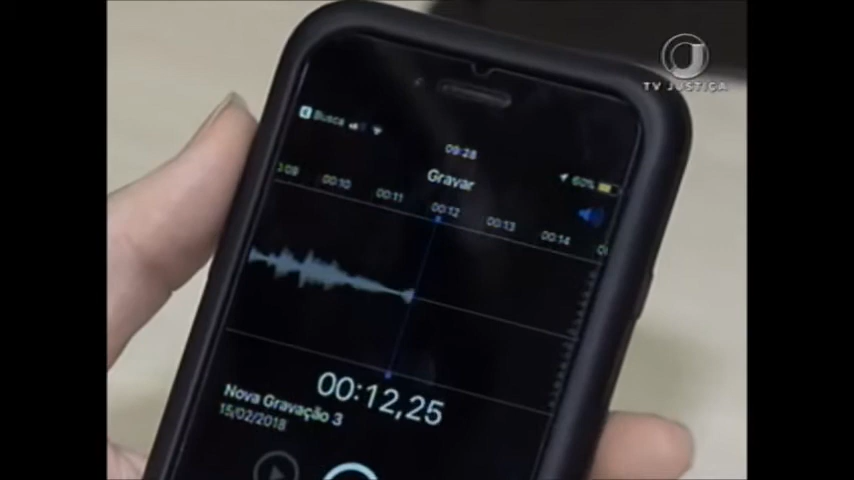 J
TV JUSTIÇA
Busca
09:28
60%
Gravar
00:10 00:11 00:12 00:13 00:14
00:12,25
Nova Gravação 3
15/02/2018